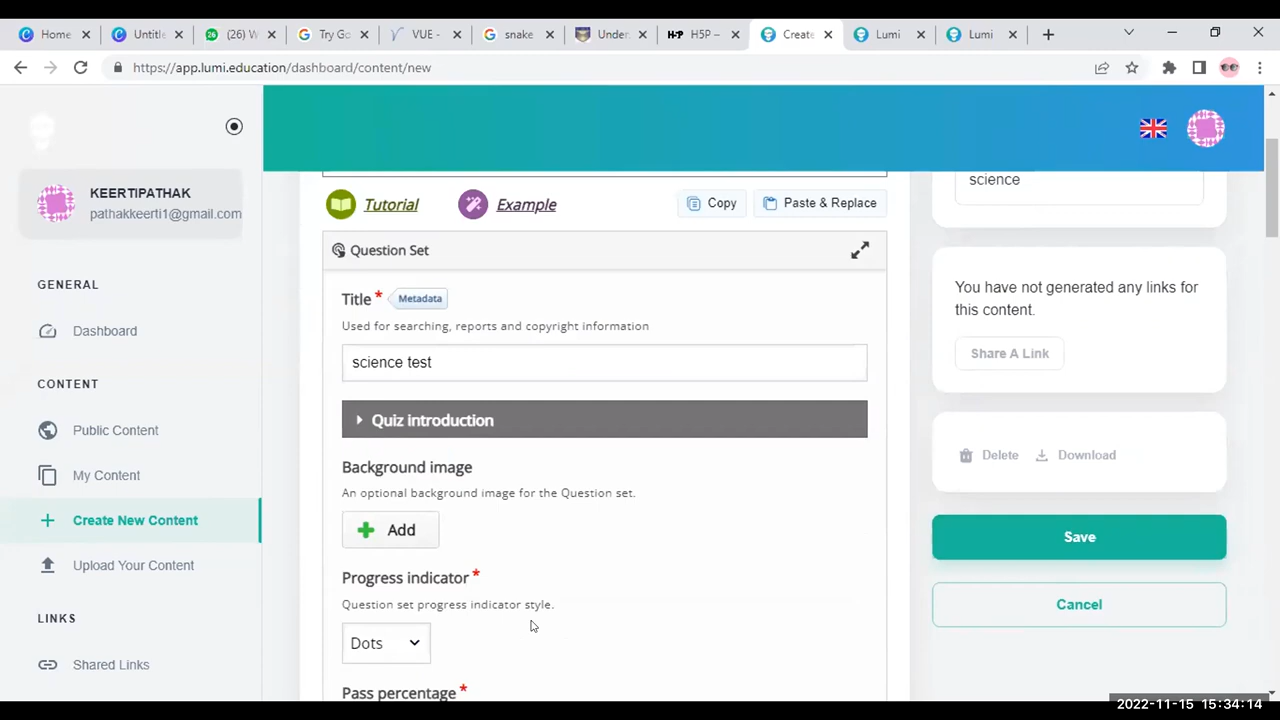 Home
Untitl
(26) W
Try Go
VUE -
snake
Under
H5P H5P –
Create
Lumi
Lumi
https://app.lumi.education/dashboard/content/new
KEERTIPATHAK
pathakkeerti1@gmail.com
GENERAL
Dashboard
CONTENT
Public Content
My Content
Create New Content
Upload Your Content
LINKS
Shared Links
Tutorial
Example
Copy
Paste & Replace
Question Set
Title * Metadata
Used for searching, reports and copyright information
science test
Quiz introduction
Background image
An optional background image for the Question set.
Add
Progress indicator *
Question set progress indicator style.
Dots
Pass percentage *
science
You have not generated any links for
this content.
Share A Link
Delete
Download
Save
Cancel
2022-11-15 15:34:14